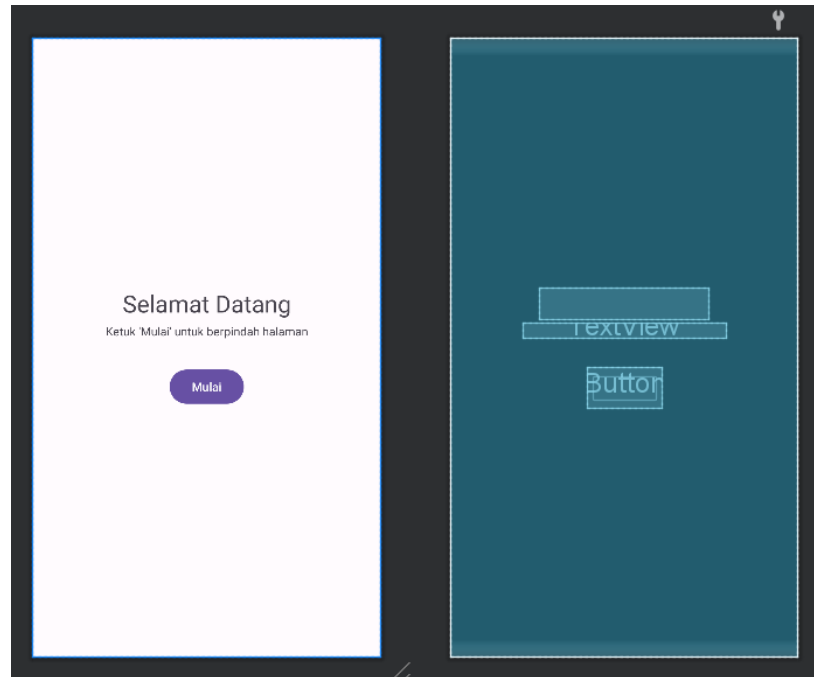 Selamat Datang
Ketuk 'Mulai' untuk berpindah halaman
Mulai
TextView
Button